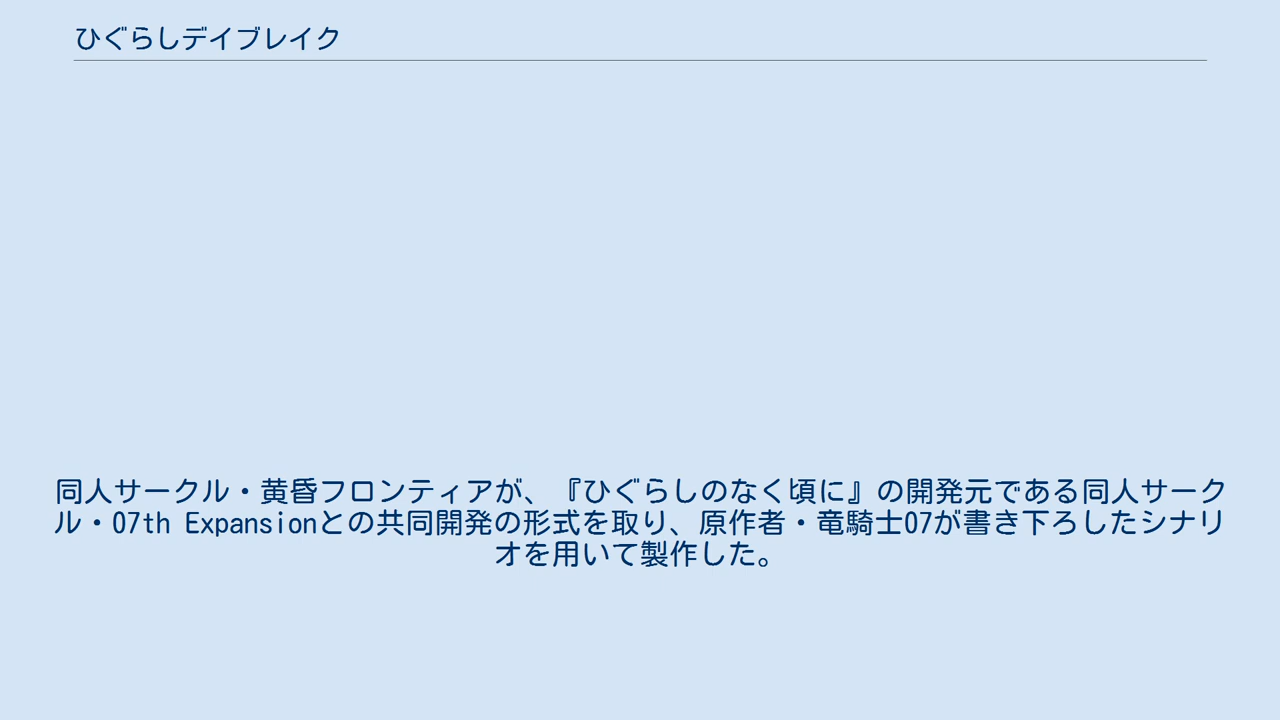 ひぐらしデイブレイク
同人サークル・黄昏フロンティアが、『ひぐらしのなく頃に』の開発元である同人サーク
ル・07th Expansionとの共同開発の形式を取り、原作者・竜騎士07が書き下ろしたシナリ
オを用いて製作した。